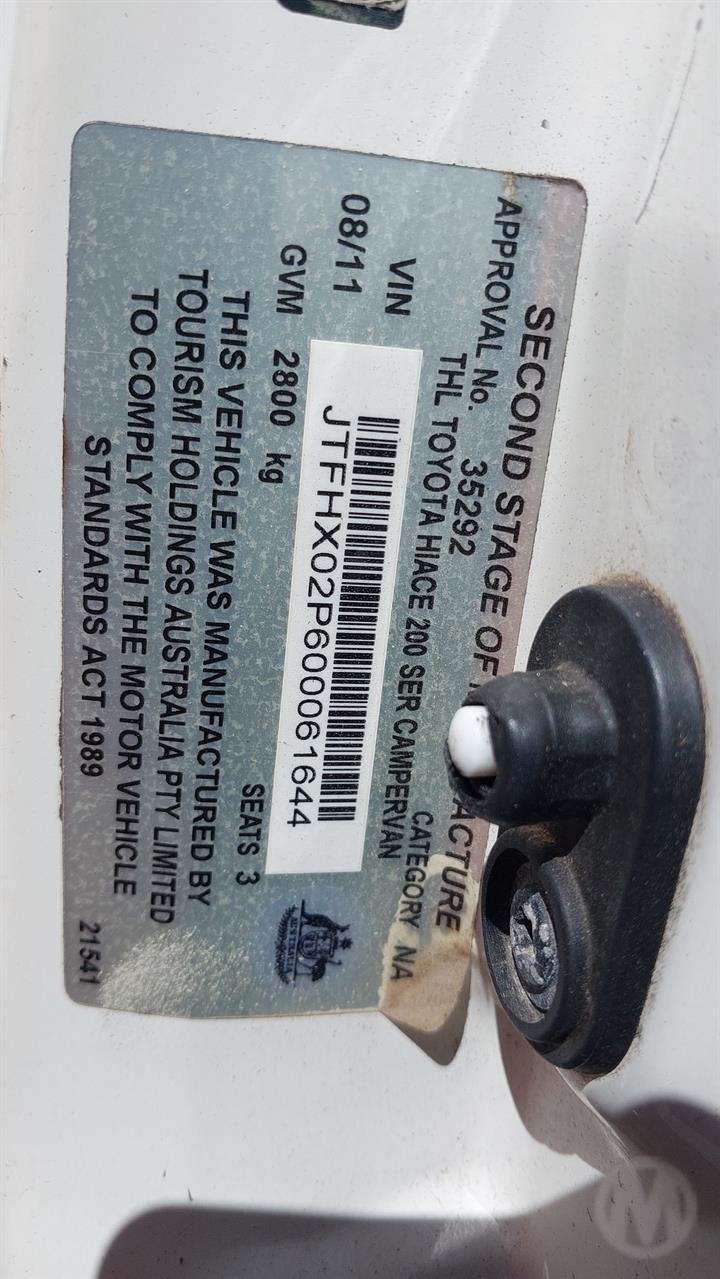 SECOND STAGE OF ACTURE
APPROVAL No. 35292 CATEGORY NA
THL TOYOTA HIACE 200 SER CAMPERVAN
VIN JTFHX02P600061644
08/11
GVM 2800 kg SEATS 3
THIS VEHICLE WAS MANUFACTURED BY
TOURISM HOLDINGS AUSTRALIA PTY LIMITED
TO COMPLY WITH THE MOTOR VEHICLE
STANDARDS ACT 1989
21541
AUSTRALIA
M